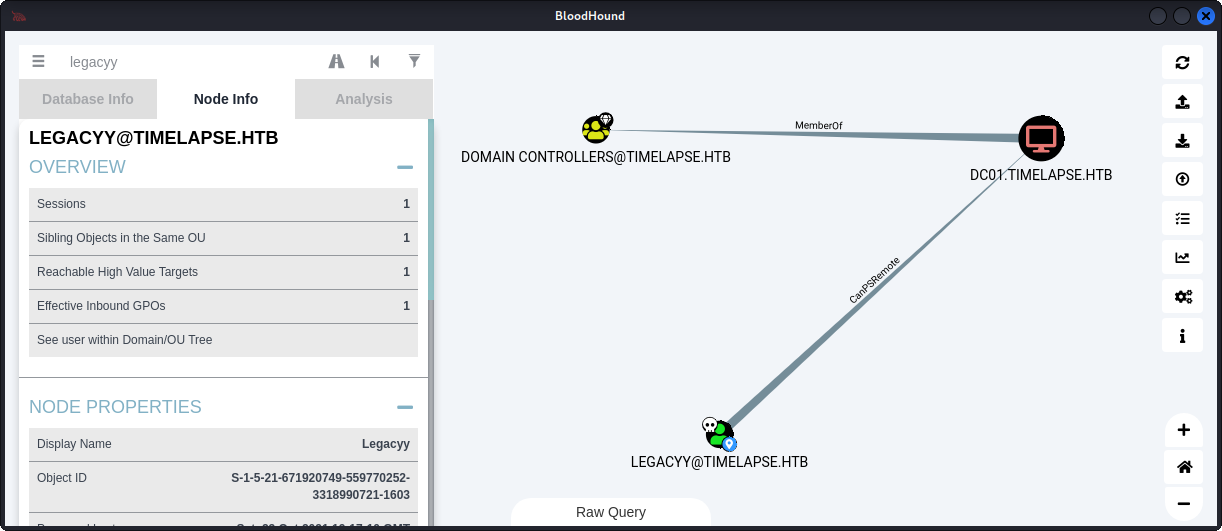 BloodHound
legacyy
Database Info
Node Info
Analysis
LEGACYY@TIMELAPSE.HTB
OVERVIEW
Sessions 1
Sibling Objects in the Same OU 1
Reachable High Value Targets 1
Effective Inbound GPOs 1
See user within Domain/OU Tree
NODE PROPERTIES
Display Name Legacyy
Object ID S-1-5-21-671920749-559770252-
3318990721-1603
MemberOf
DOMAIN CONTROLLERS@TIMELAPSE.HTB
DC01.TIMELAPSE.HTB
CanPSRemote
LEGACYY@TIMELAPSE.HTB
Raw Query